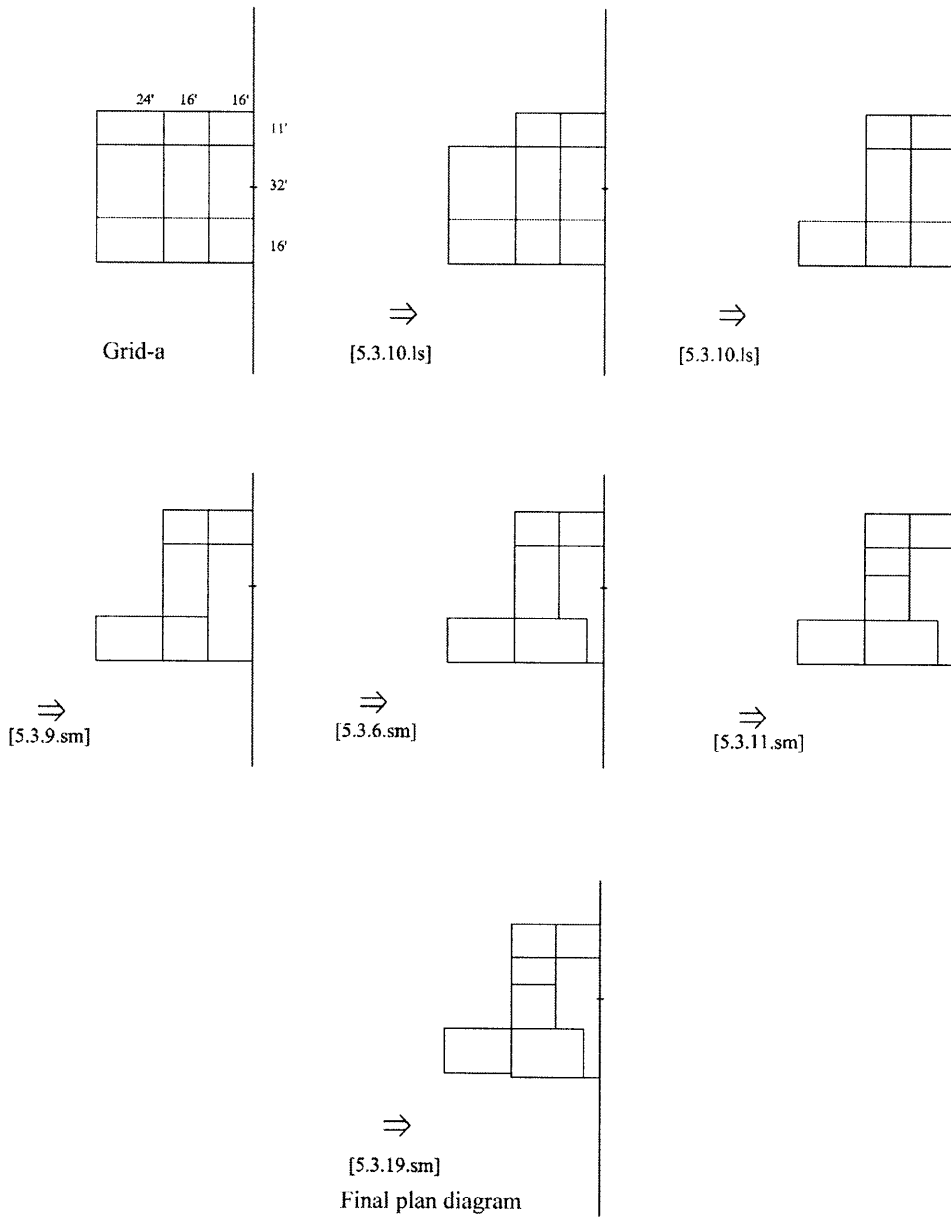 24' 16' 16'
11'
32'
16'
Grid-a
⇒
[5.3.10.ls]
⇒
[5.3.10.ls]
⇒
[5.3.9.sm]
⇒
[5.3.6.sm]
⇒
[5.3.11.sm]
⇒
[5.3.19.sm]
Final plan diagram